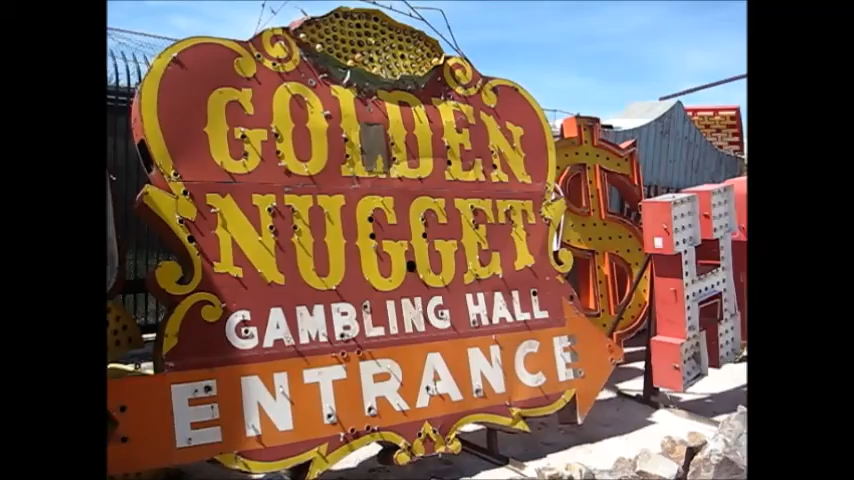 GOLDEN
NUGGET
GAMBLING HALL
ENTRANCE
$
H